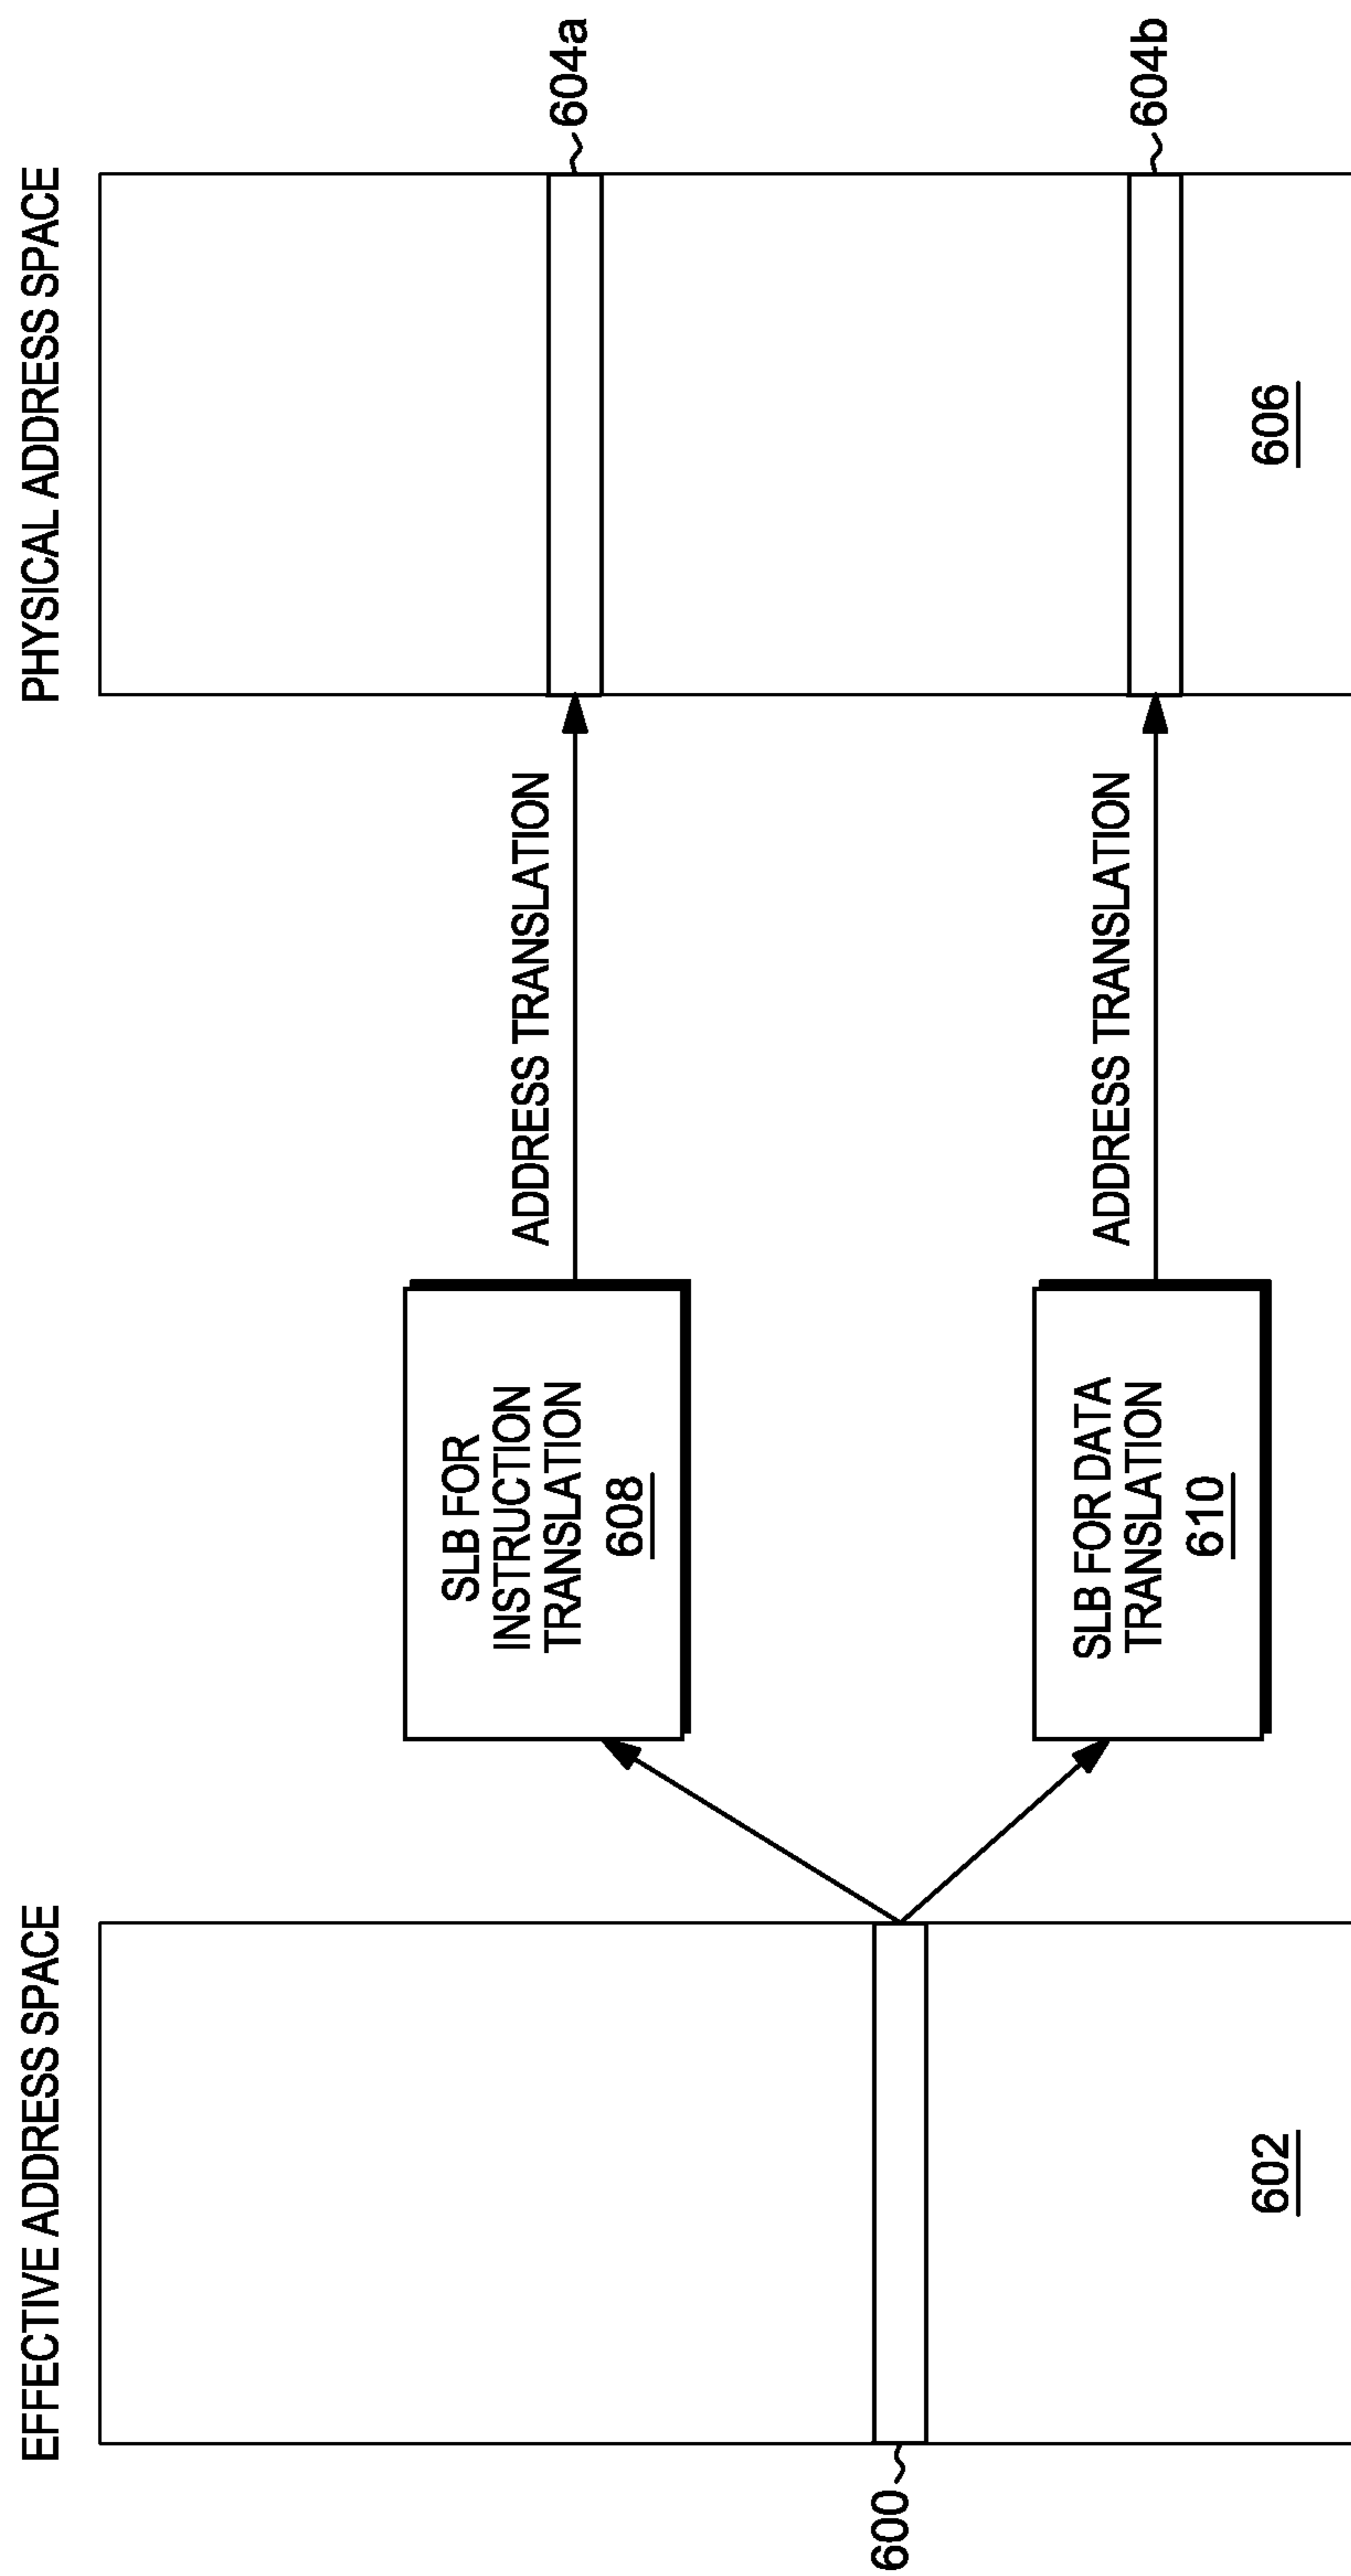 EFFECTIVE ADDRESS SPACE
PHYSICAL ADDRESS SPACE
SLB FOR
INSTRUCTION
TRANSLATION
608
ADDRESS TRANSLATION
604a
600
SLB FOR DATA
TRANSLATION
610
ADDRESS TRANSLATION
604b
602
606